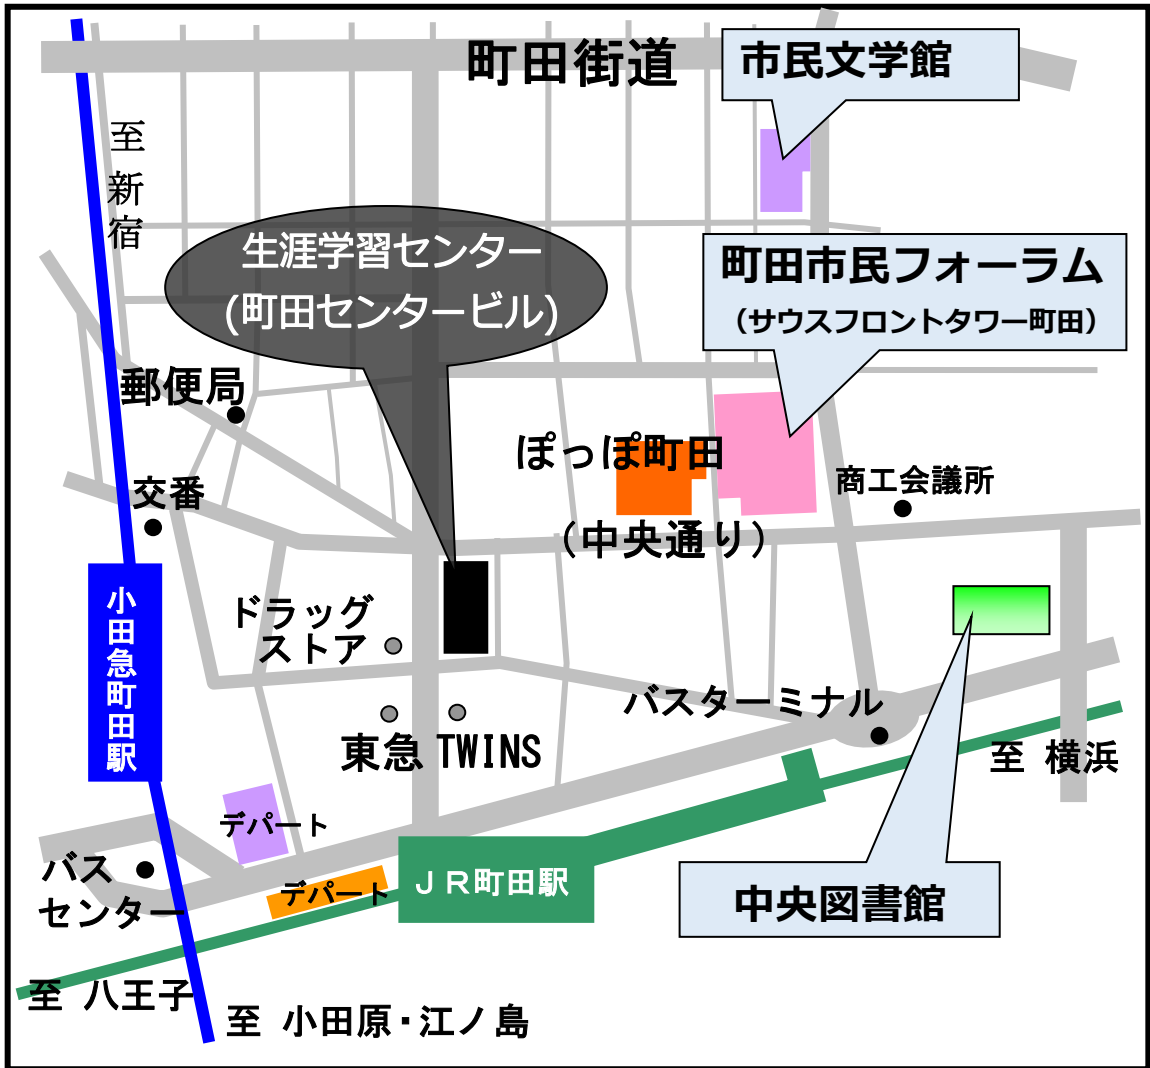 町田街道
市民文学館
至 新宿
生涯学習センター
(町田センタービル)
町田市民フォーラム
（サウスフロントタワー町田）
郵便局
ぽっぽ町田
交番
商工会議所
（中央通り）
小田急町田駅
ドラッグ
ストア
バスターミナル
東急 TWINS
至 横浜
デパート
バス
センター
デパート
ＪＲ町田駅
中央図書館
至 八王子
至 小田原・江ノ島